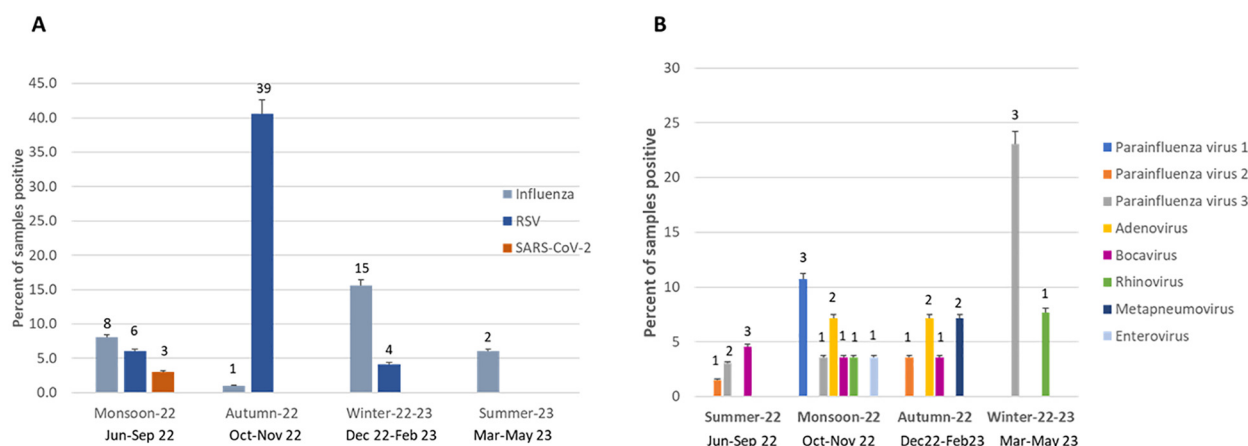 A
Percent of samples positive
45.0
40.0
35.0
30.0
25.0
20.0
15.0
10.0
5.0
0.0
8
6
3
1
39
15
4
2
Influenza
RSV
SARS-CoV-2
Monsoon-22 Autumn-22 Winter-22-23 Summer-23
Jun-Sep 22 Oct-Nov 22 Dec 22-Feb 23 Mar-May 23
B
Percent of samples positive
30
25
20
15
10
5
0
1
2
3
3
1
2
1
1
1
1
2
1
2
3
1
Parainfluenza virus 1
Parainfluenza virus 2
Parainfluenza virus 3
Adenovirus
Bocavirus
Rhinovirus
Metapneumovirus
Enterovirus
Summer-22 Monsoon-22 Autumn-22 Winter-22-23
Jun-Sep 22 Oct-Nov 22 Dec22-Feb23 Mar-May 23